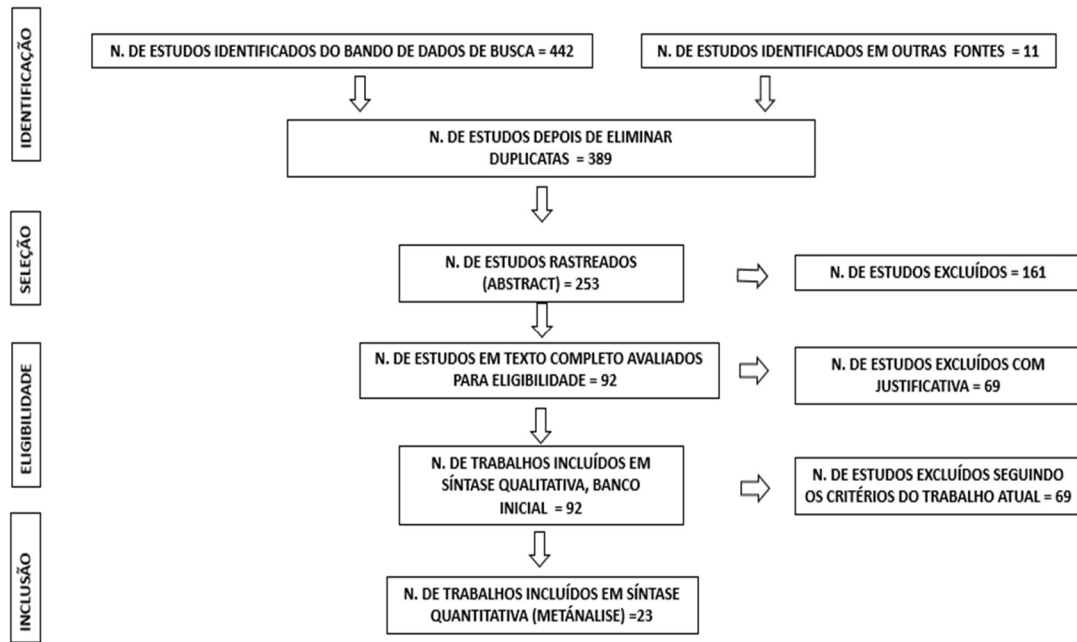 IDENTIFICAÇÃO
N. DE ESTUDOS IDENTIFICADOS DO BANDO DE DADOS DE BUSCA = 442
N. DE ESTUDOS IDENTIFICADOS EM OUTRAS FONTES = 11
N. DE ESTUDOS DEPOIS DE ELIMINAR
DUPLICATAS = 389
SELEÇÃO
N. DE ESTUDOS RASTREADOS
(ABSTRACT) = 253
N. DE ESTUDOS EXCLUÍDOS = 161
ELIGIBILIDADE
N. DE ESTUDOS EM TEXTO COMPLETO AVALIADOS
PARA ELIGIBILIDADE = 92
N. DE ESTUDOS EXCLUÍDOS COM
JUSTIFICATIVA = 69
N. DE TRABALHOS INCLUÍDOS EM
SÍNTASE QUALITATIVA, BANCO
INICIAL = 92
N. DE ESTUDOS EXCLUÍDOS SEGUINDO
OS CRITÉRIOS DO TRABALHO ATUAL = 69
INCLUSÃO
N. DE TRABALHOS INCLUÍDOS EM SÍNTASE
QUANTITATIVA (METÁNALISE) =23